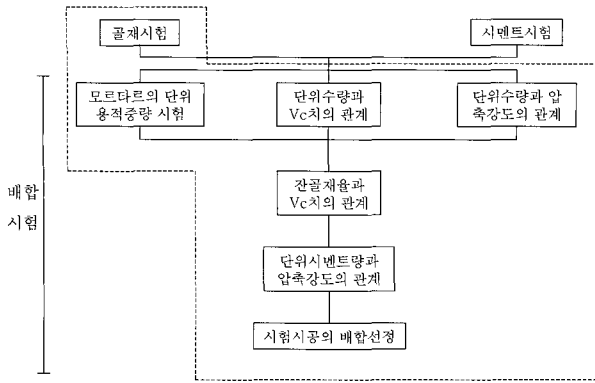 골재시험
시멘트시험
모르타르의 단위
용적중량 시험
단위수량과
Vc치의 관계
단위수량과 압
축강도의 관계
배합
시험
잔골재율과
Vc치의 관계
단위시멘트량과
압축강도의 관계
시험시공의 배합선정